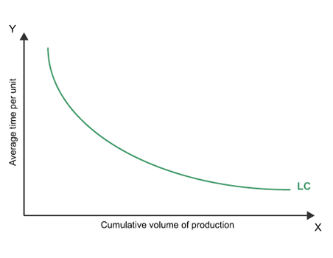 Y
Average time per unit
LC
Cumulative volume of production
X